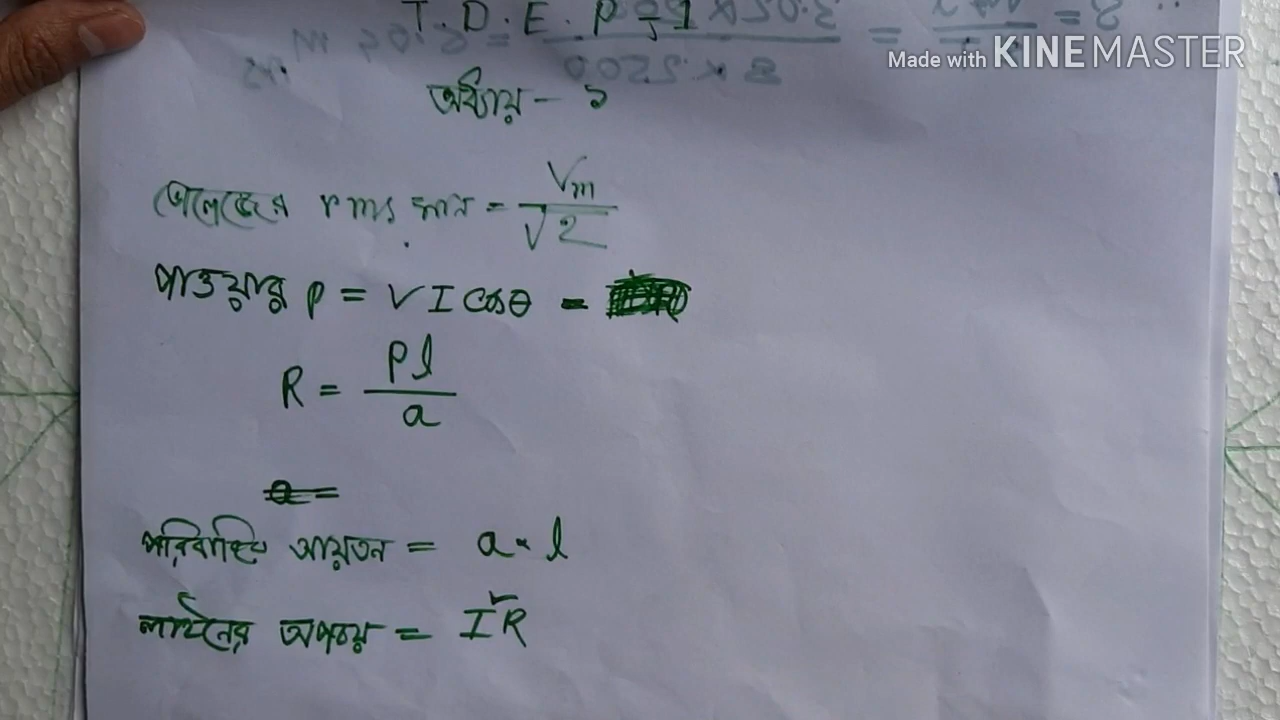 T.D.E.P-1
Made with KINEMASTER
অধ্যায় - ১
ভোল্টেজের rms মান = Vm/√2
পাওয়ার P = VI cosθ =
R = ρl/a
a =
পরিবাহির আয়তন = a × l
লাইনের অপচয় = I²R